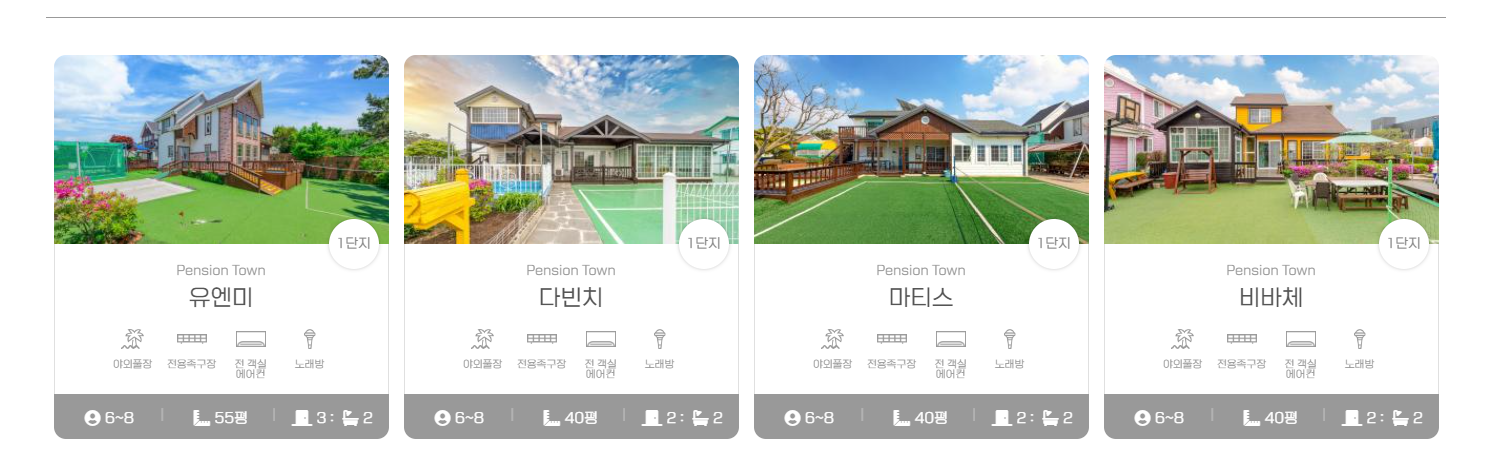 1단지
Pension Town
유엔미
야외풀장
전용족구장
전 객실
에어컨
노래방
6~8
55평
3 : 2
1단지
Pension Town
다빈치
야외풀장
전용족구장
전 객실
에어컨
노래방
6~8
40평
2 : 2
1단지
Pension Town
마티스
야외풀장
전용족구장
전 객실
에어컨
노래방
6~8
40평
2 : 2
1단지
Pension Town
비바체
야외풀장
전용족구장
전 객실
에어컨
노래방
6~8
40평
2 : 2